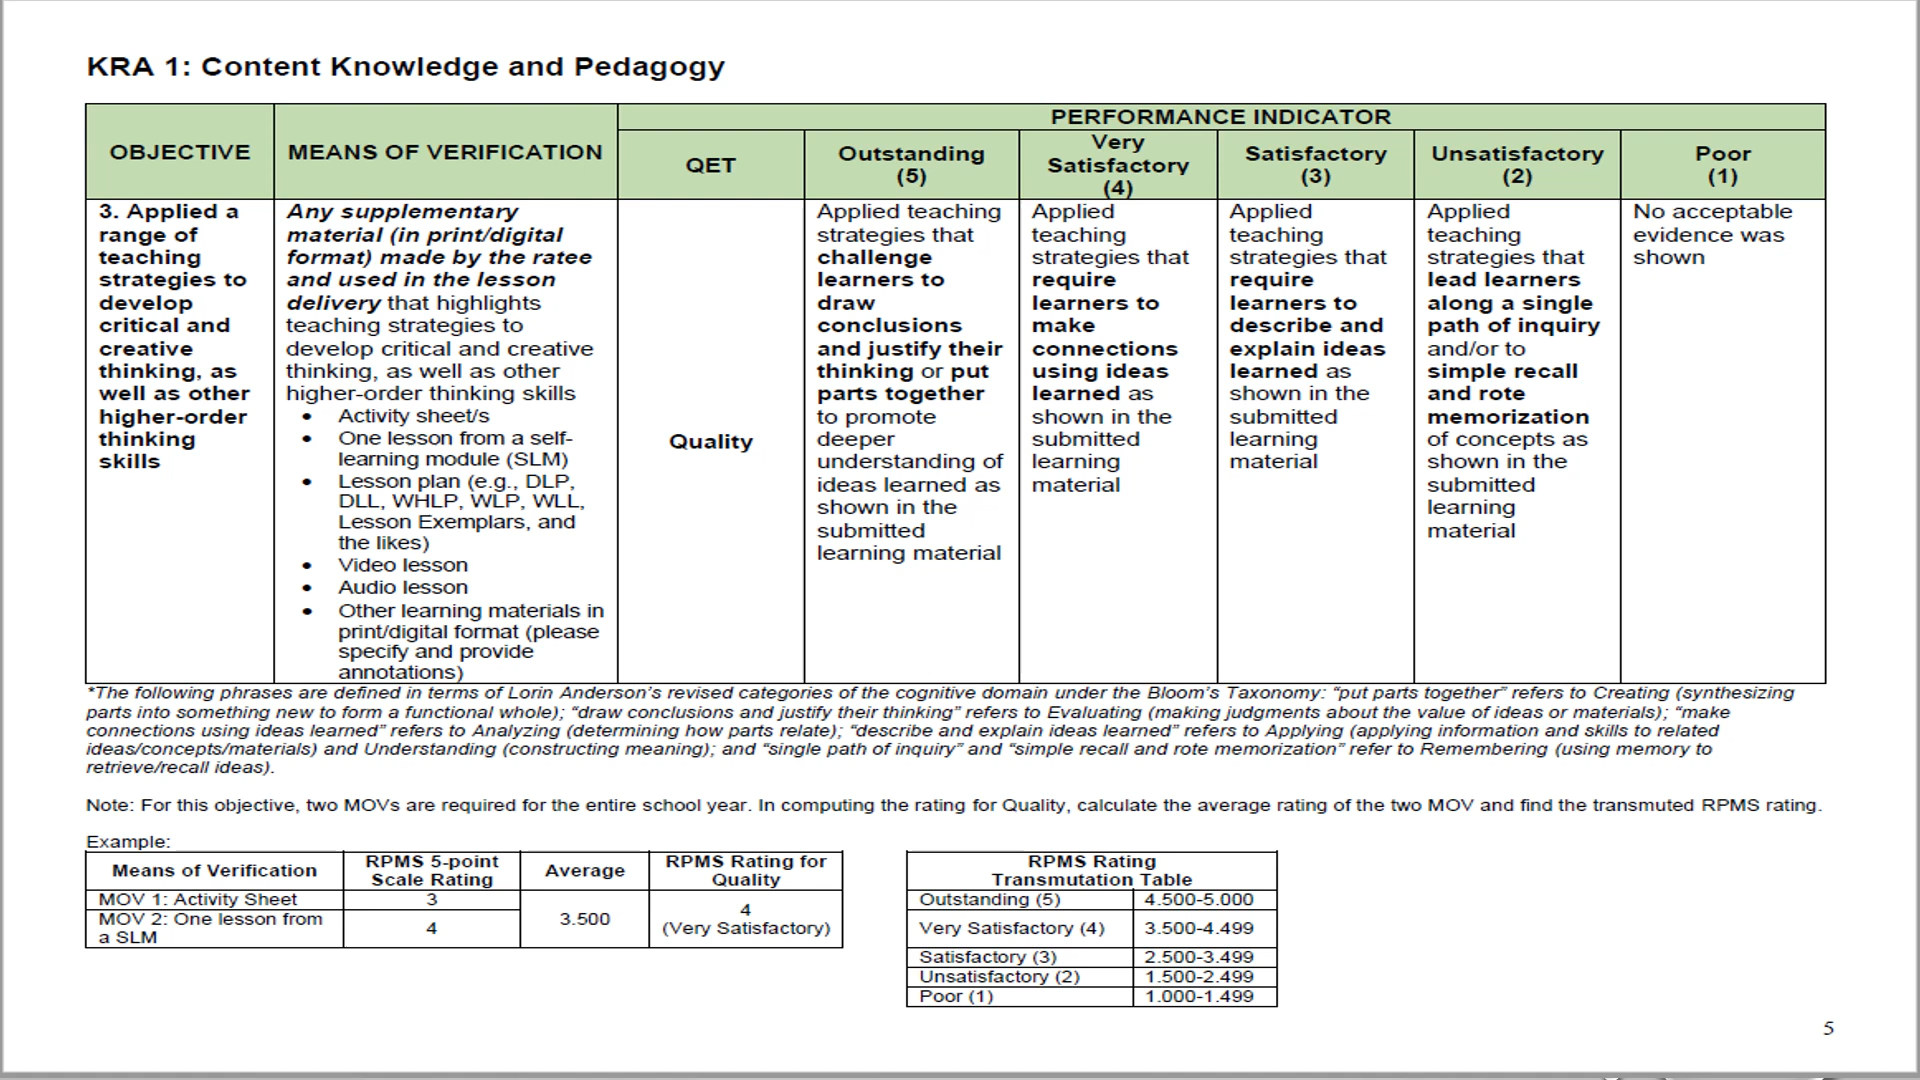 KRA 1: Content Knowledge and Pedagogy
OBJECTIVE
MEANS OF VERIFICATION
PERFORMANCE INDICATOR
QET
Outstanding
(5)
Very
Satisfactory
(4)
Satisfactory
(3)
Unsatisfactory
(2)
Poor
(1)
3. Applied a
range of
teaching
strategies to
develop
critical and
creative
thinking, as
well as other
higher-order
thinking
skills
Any supplementary
material (in print/digital
format) made by the ratee
and used in the lesson
delivery that highlights
teaching strategies to
develop critical and creative
thinking, as well as other
higher-order thinking skills
• Activity sheet/s
• One lesson from a self-
learning module (SLM)
• Lesson plan (e.g., DLP,
DLL, WHLP, WLP, WLL,
Lesson Exemplars, and
the likes)
• Video lesson
• Audio lesson
• Other learning materials in
print/digital format (please
specify and provide
annotations)
Quality
Applied teaching
strategies that
challenge
learners to
draw
conclusions
and justify their
thinking or put
parts together
to promote
deeper
understanding of
ideas learned as
shown in the
submitted
learning material
Applied
teaching
strategies that
require
learners to
make
connections
using ideas
learned as
shown in the
submitted
learning
material
Applied
teaching
strategies that
require
learners to
describe and
explain ideas
learned as
shown in the
submitted
learning
material
Applied
teaching
strategies that
lead learners
along a single
path of inquiry
and/or to
simple recall
and rote
memorization
of concepts as
shown in the
submitted
learning
material
No acceptable
evidence was
shown
*The following phrases are defined in terms of Lorin Anderson's revised categories of the cognitive domain under the Bloom's Taxonomy: "put parts together" refers to Creating (synthesizing
parts into something new to form a functional whole); "draw conclusions and justify their thinking" refers to Evaluating (making judgments about the value of ideas or materials); "make
connections using ideas learned" refers to Analyzing (determining how parts relate); "describe and explain ideas learned" refers to Applying (applying information and skills to related
ideas/concepts/materials) and Understanding (constructing meaning); and "single path of inquiry" and "simple recall and rote memorization" refer to Remembering (using memory to
retrieve/recall ideas).
Note: For this objective, two MOVs are required for the entire school year. In computing the rating for Quality, calculate the average rating of the two MOV and find the transmuted RPMS rating.
Example:
Means of Verification
RPMS 5-point
Scale Rating
Average
RPMS Rating for
Quality
MOV 1: Activity Sheet
3
MOV 2: One lesson from
a SLM
4
3.500
4
(Very Satisfactory)
RPMS Rating
Transmutation Table
Outstanding (5) 4.500-5.000
Very Satisfactory (4) 3.500-4.499
Satisfactory (3) 2.500-3.499
Unsatisfactory (2) 1.500-2.499
Poor (1) 1.000-1.499
5